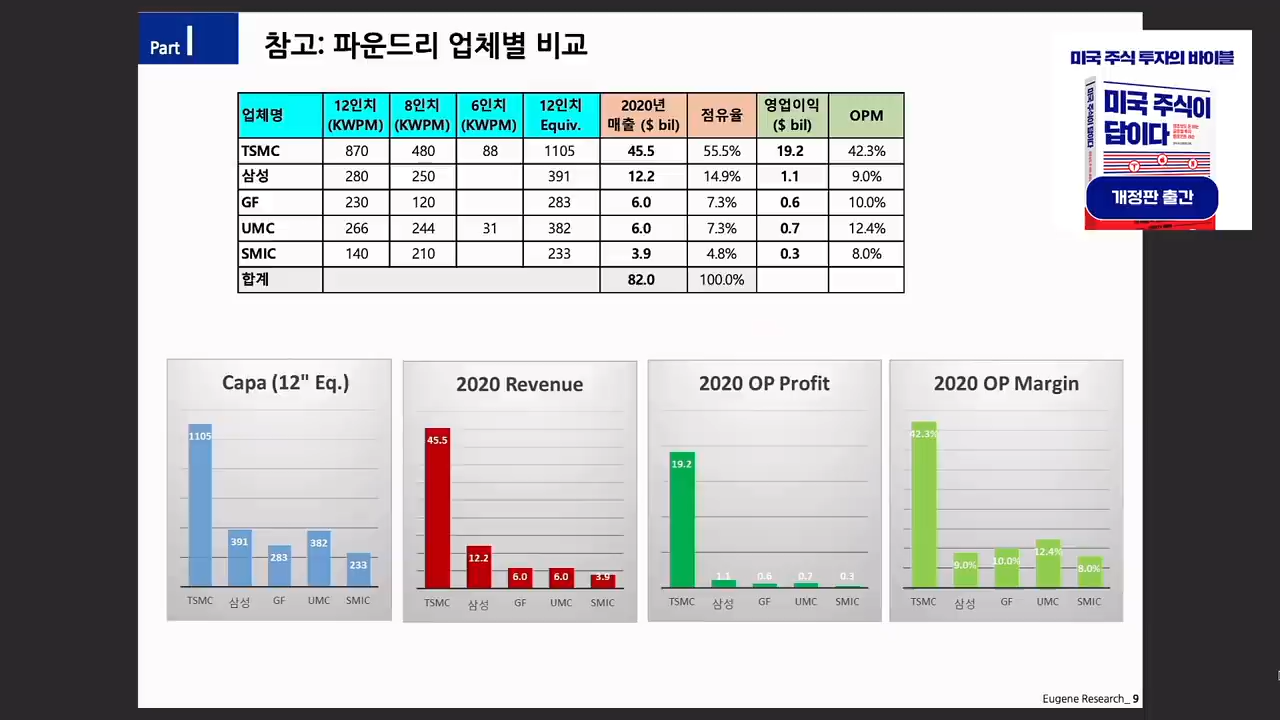 Part I
참고: 파운드리 업체별 비교
미국 주식 투자의 바이블
미국 주식이
답이다
개정판 출간
업체명 12인치 (KWPM) 8인치 (KWPM) 6인치 (KWPM) 12인치 Equiv. 2020년 매출 ($ bil) 점유율 영업이익 ($ bil) OPM
TSMC 870 480 88 1105 45.5 55.5% 19.2 42.3%
삼성 280 250 391 12.2 14.9% 1.1 9.0%
GF 230 120 283 6.0 7.3% 0.6 10.0%
UMC 266 244 31 382 6.0 7.3% 0.7 12.4%
SMIC 140 210 233 3.9 4.8% 0.3 8.0%
합계 82.0 100.0%
Capa (12" Eq.)
1105
391
283
382
233
TSMC 삼성 GF UMC SMIC
2020 Revenue
45.5
12.2
6.0
6.0
3.9
TSMC 삼성 GF UMC SMIC
2020 OP Profit
19.2
1.1
0.6
0.7
0.3
TSMC 삼성 GF UMC SMIC
2020 OP Margin
42.3%
9.0%
10.0%
12.4%
8.0%
TSMC 삼성 GF UMC SMIC
Eugene Research_ 9